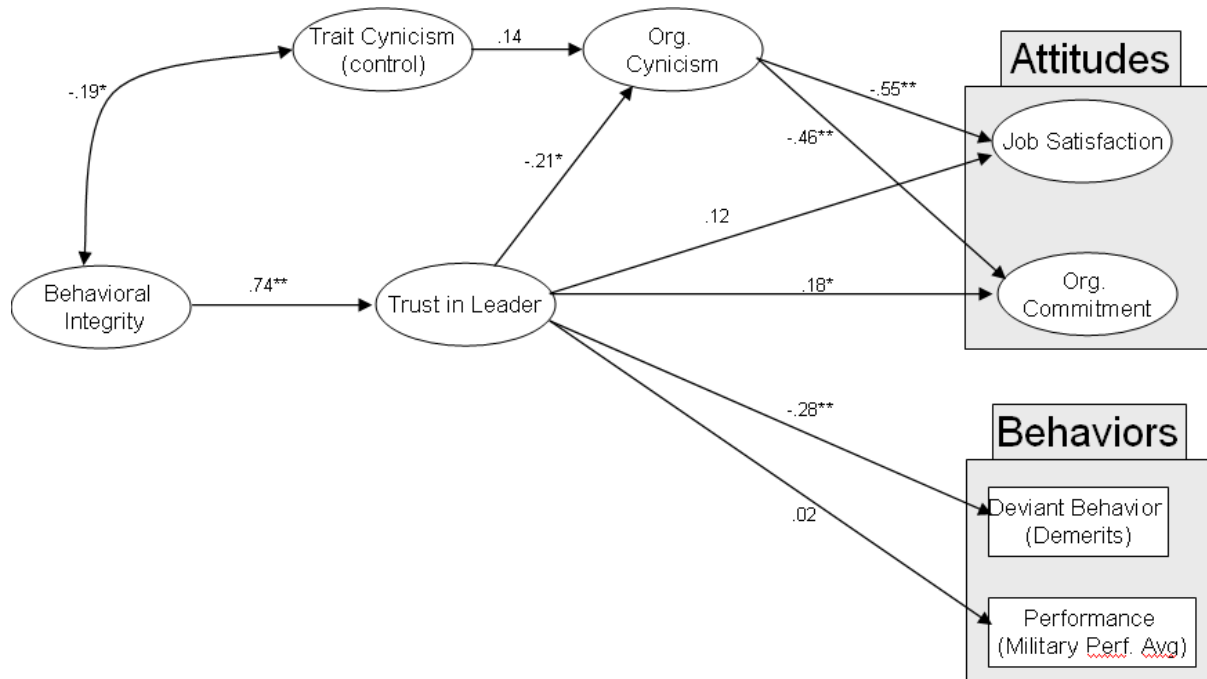 Trait Cynicism
(control)
.14
Org.
Cynicism
Attitudes
-.19*
-.55**
-.46**
Job Satisfaction
-.21*
.12
Behavioral
Integrity
.74**
Trust in Leader
.18*
Org.
Commitment
-.28**
Behaviors
.02
Deviant Behavior
(Demerits)
Performance
(Military Perf. Avg)